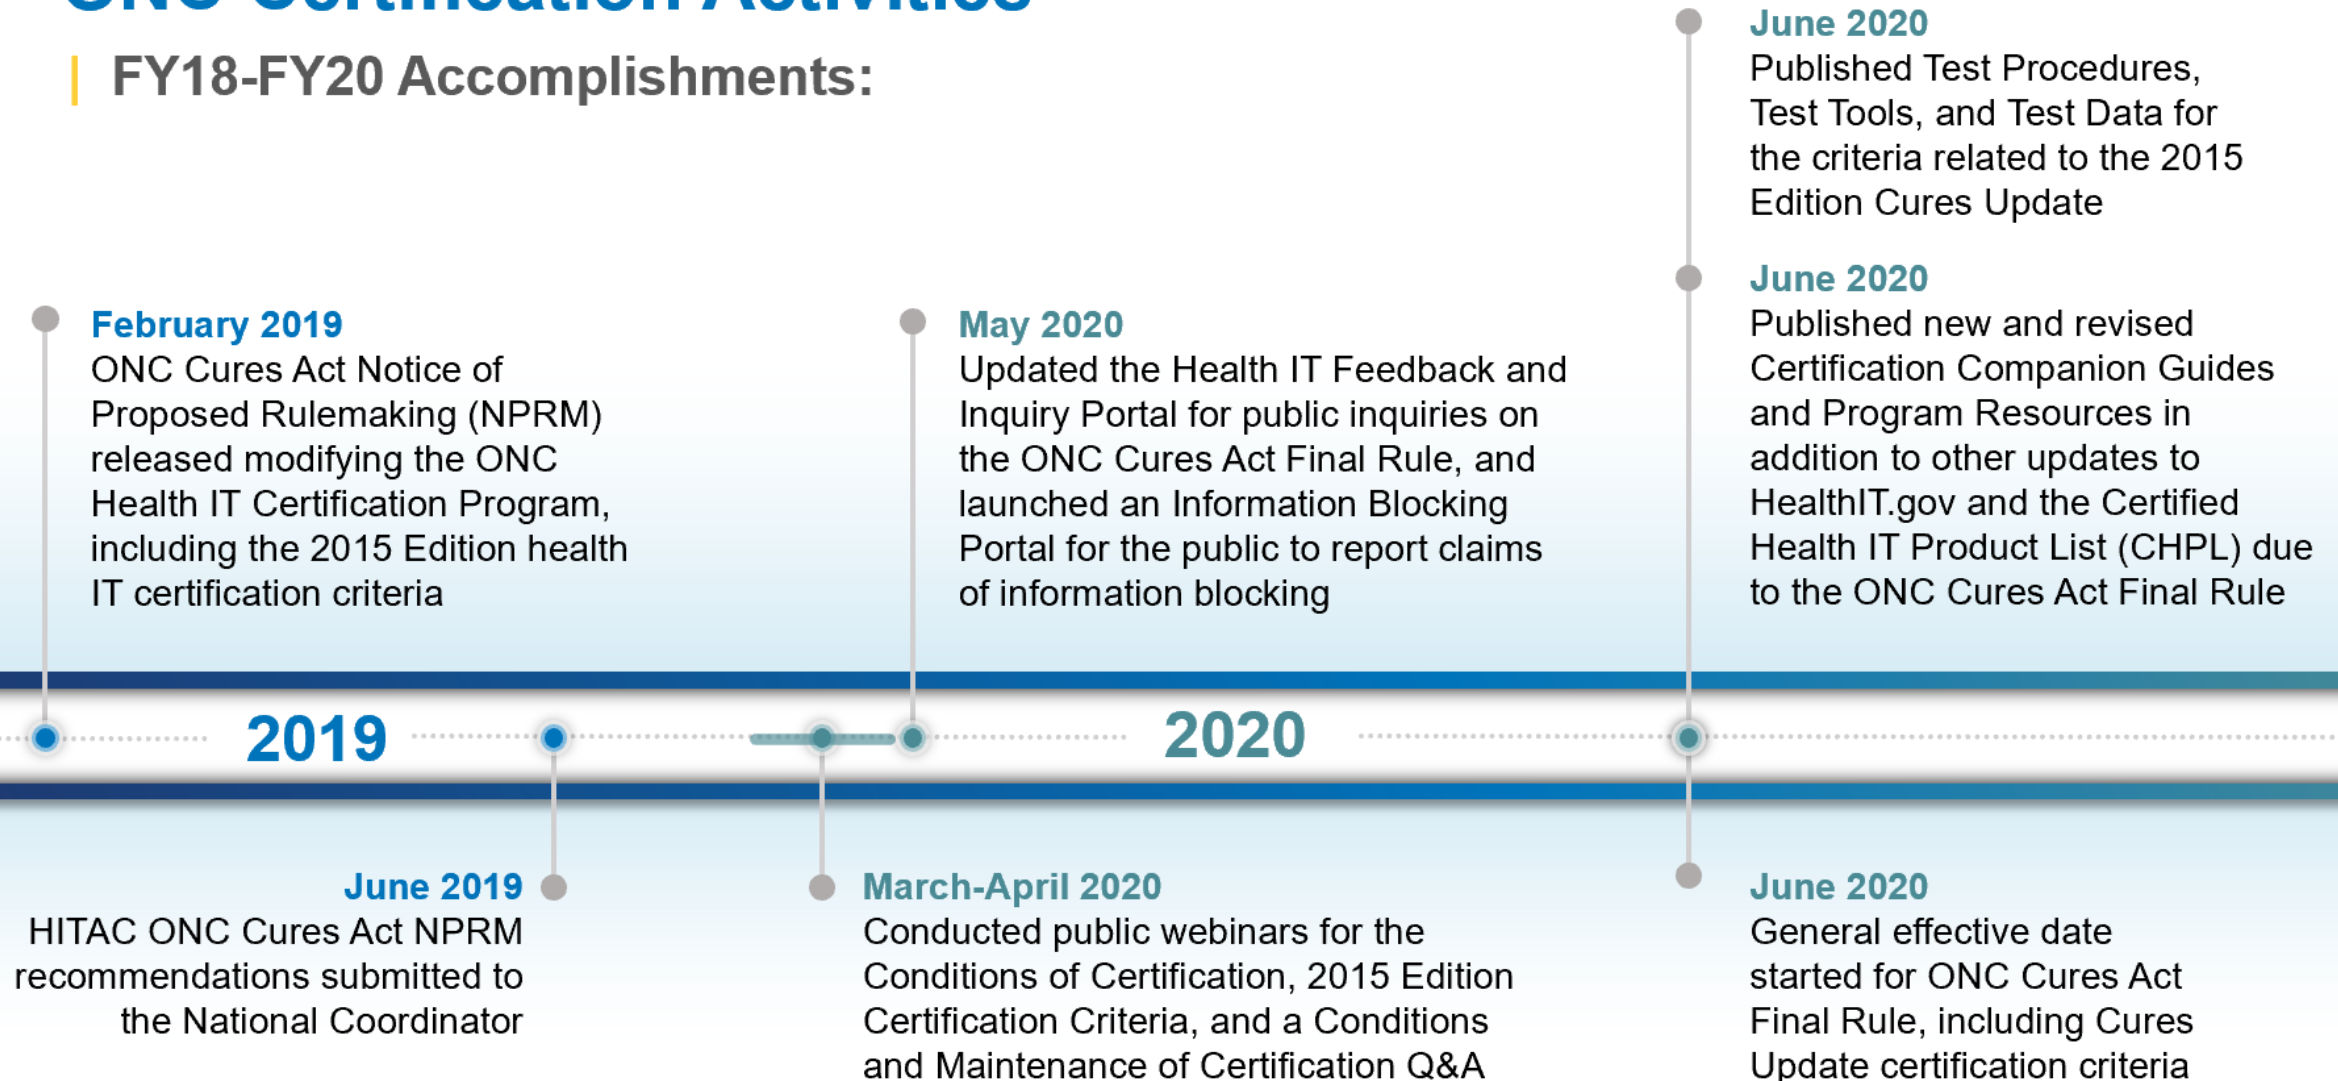 ONC Certification Activities
FY18-FY20 Accomplishments:
February 2019
ONC Cures Act Notice of
Proposed Rulemaking (NPRM)
released modifying the ONC
Health IT Certification Program,
including the 2015 Edition health
IT certification criteria
May 2020
Updated the Health IT Feedback and
Inquiry Portal for public inquiries on
the ONC Cures Act Final Rule, and
launched an Information Blocking
Portal for the public to report claims
of information blocking
June 2020
Published Test Procedures,
Test Tools, and Test Data for
the criteria related to the 2015
Edition Cures Update
June 2020
Published new and revised
Certification Companion Guides
and Program Resources in
addition to other updates to
HealthIT.gov and the Certified
Health IT Product List (CHPL) due
to the ONC Cures Act Final Rule
2019
2020
June 2019
HITAC ONC Cures Act NPRM
recommendations submitted to
the National Coordinator
March-April 2020
Conducted public webinars for the
Conditions of Certification, 2015 Edition
Certification Criteria, and a Conditions
and Maintenance of Certification Q&A
June 2020
General effective date
started for ONC Cures Act
Final Rule, including Cures
Update certification criteria